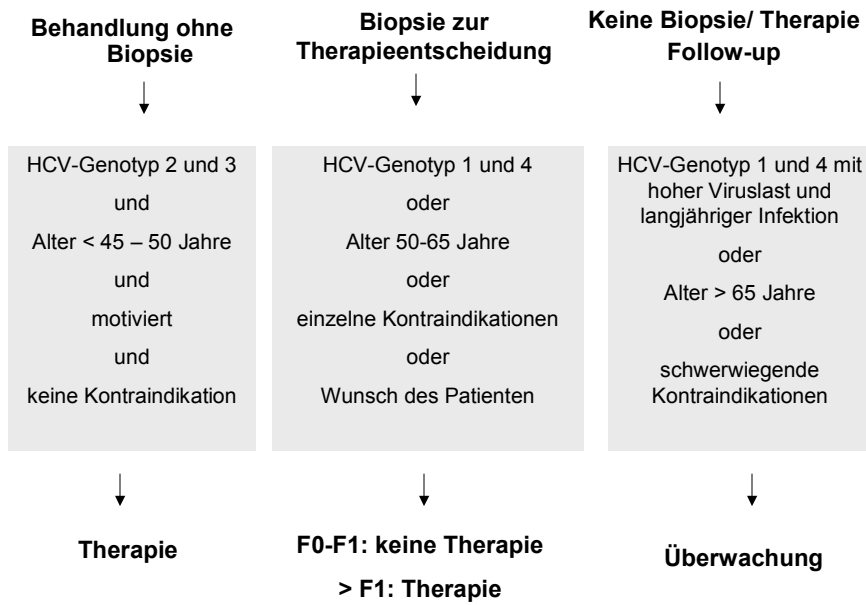 Behandlung ohne
Biopsie
HCV-Genotyp 2 und 3
und
Alter < 45 – 50 Jahre
und
motiviert
und
keine Kontraindikation
Therapie
Biopsie zur
Therapieentscheidung
HCV-Genotyp 1 und 4
oder
Alter 50-65 Jahre
oder
einzelne Kontraindikationen
oder
Wunsch des Patienten
F0-F1: keine Therapie
> F1: Therapie
Keine Biopsie/ Therapie
Follow-up
HCV-Genotyp 1 und 4 mit
hoher Viruslast und
langjähriger Infektion
oder
Alter > 65 Jahre
oder
schwerwiegende
Kontraindikationen
Überwachung